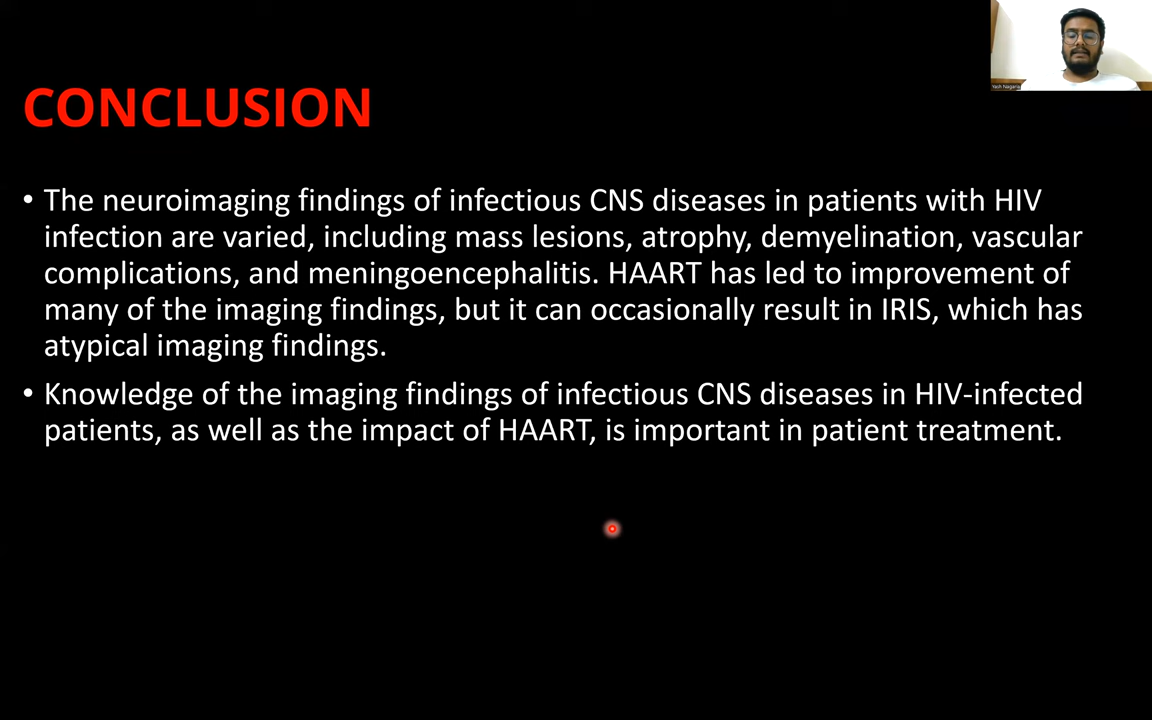 CONCLUSION
• The neuroimaging findings of infectious CNS diseases in patients with HIV
infection are varied, including mass lesions, atrophy, demyelination, vascular
complications, and meningoencephalitis. HAART has led to improvement of
many of the imaging findings, but it can occasionally result in IRIS, which has
atypical imaging findings.
• Knowledge of the imaging findings of infectious CNS diseases in HIV-infected
patients, as well as the impact of HAART, is important in patient treatment.